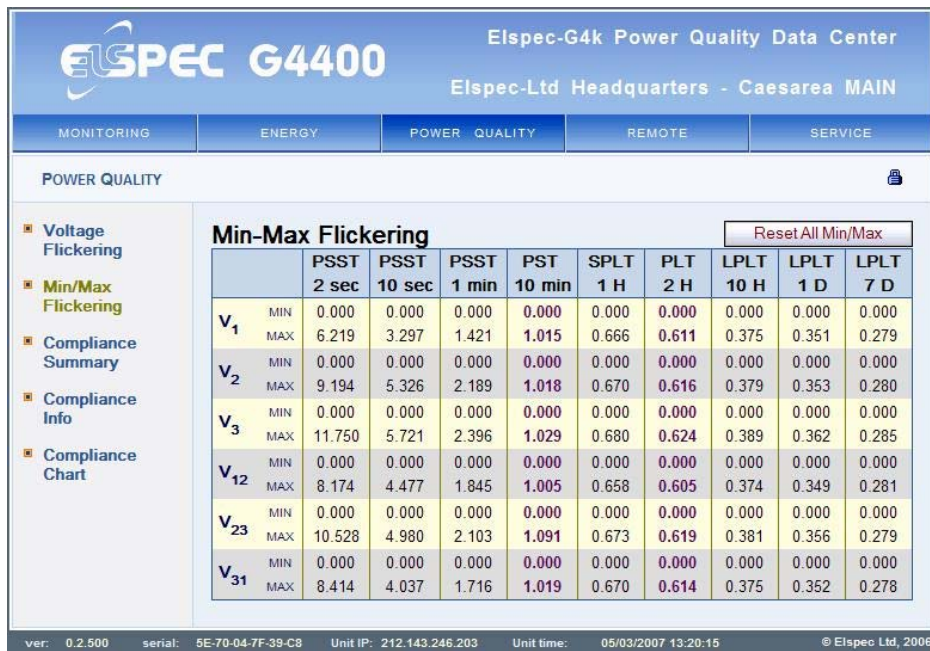 ELSPEC G4400
Elspec-G4k Power Quality Data Center
Elspec-Ltd Headquarters - Caesarea MAIN
MONITORING ENERGY POWER QUALITY REMOTE SERVICE
POWER QUALITY
Voltage Flickering
Min/Max Flickering
Compliance Summary
Compliance Info
Compliance Chart
Min-Max Flickering
Reset All Min/Max
PSST PSST PSST PST SPLT PLT LPLT LPLT LPLT
2 sec 10 sec 1 min 10 min 1 H 2 H 10 H 1 D 7 D
V1 MIN 0.000 0.000 0.000 0.000 0.000 0.000 0.000 0.000 0.000
MAX 6.219 3.297 1.421 1.015 0.666 0.611 0.375 0.351 0.279
V2 MIN 0.000 0.000 0.000 0.000 0.000 0.000 0.000 0.000 0.000
MAX 9.194 5.326 2.189 1.018 0.670 0.616 0.379 0.353 0.280
V3 MIN 0.000 0.000 0.000 0.000 0.000 0.000 0.000 0.000 0.000
MAX 11.750 5.721 2.396 1.029 0.680 0.624 0.389 0.362 0.285
V12 MIN 0.000 0.000 0.000 0.000 0.000 0.000 0.000 0.000 0.000
MAX 8.174 4.477 1.845 1.005 0.658 0.605 0.374 0.349 0.281
V23 MIN 0.000 0.000 0.000 0.000 0.000 0.000 0.000 0.000 0.000
MAX 10.528 4.980 2.103 1.091 0.673 0.619 0.381 0.356 0.279
V31 MIN 0.000 0.000 0.000 0.000 0.000 0.000 0.000 0.000 0.000
MAX 8.414 4.037 1.716 1.019 0.670 0.614 0.375 0.352 0.278
ver: 0.2.500 serial: 5E-70-04-7F-39-C8 Unit IP: 212.143.246.203 Unit time: 05/03/2007 13:20:15 © Elspec Ltd, 2006